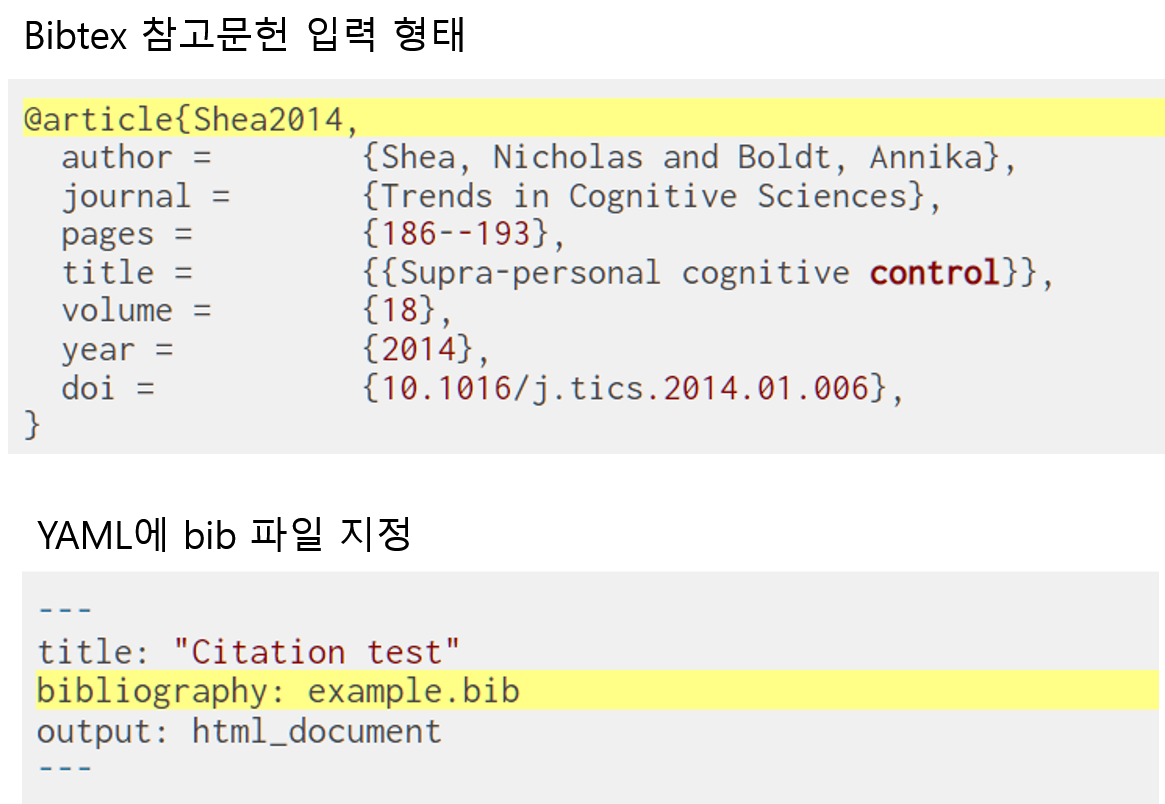 Bibtex 참고문헌 입력 형태
@article{Shea2014,
  author =        {Shea, Nicholas and Boldt, Annika},
  journal =       {Trends in Cognitive Sciences},
  pages =         {186--193},
  title =         {{Supra-personal cognitive control}},
  volume =        {18},
  year =          {2014},
  doi =           {10.1016/j.tics.2014.01.006},
}
YAML에 bib 파일 지정
---
title: "Citation test"
bibliography: example.bib
output: html_document
---